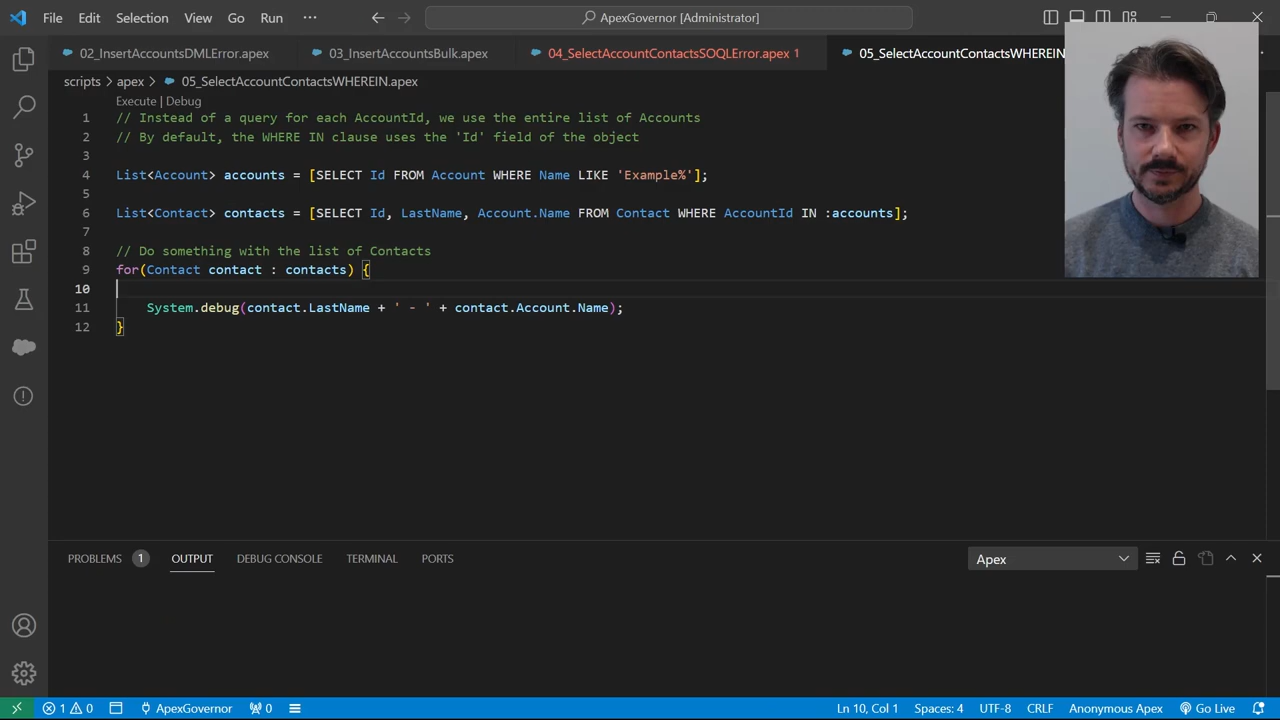 File Edit Selection View Go Run ··· ApexGovernor [Administrator]
02_InsertAccountsDMLError.apex 03_InsertAccountsBulk.apex 04_SelectAccountContactsSOQLError.apex 1 05_SelectAccountContactsWHEREIN
scripts > apex > 05_SelectAccountContactsWHEREIN.apex
Execute | Debug
1 // Instead of a query for each AccountId, we use the entire list of Accounts
2 // By default, the WHERE IN clause uses the 'Id' field of the object
3
4 List<Account> accounts = [SELECT Id FROM Account WHERE Name LIKE 'Example%'];
5
6 List<Contact> contacts = [SELECT Id, LastName, Account.Name FROM Contact WHERE AccountId IN :accounts];
7
8 // Do something with the list of Contacts
9 for(Contact contact : contacts) {
10
11 System.debug(contact.LastName + ' - ' + contact.Account.Name);
12 }
PROBLEMS 1 OUTPUT DEBUG CONSOLE TERMINAL PORTS Apex
1 0 ApexGovernor 0 Ln 10, Col 1 Spaces: 4 UTF-8 CRLF Anonymous Apex Go Live